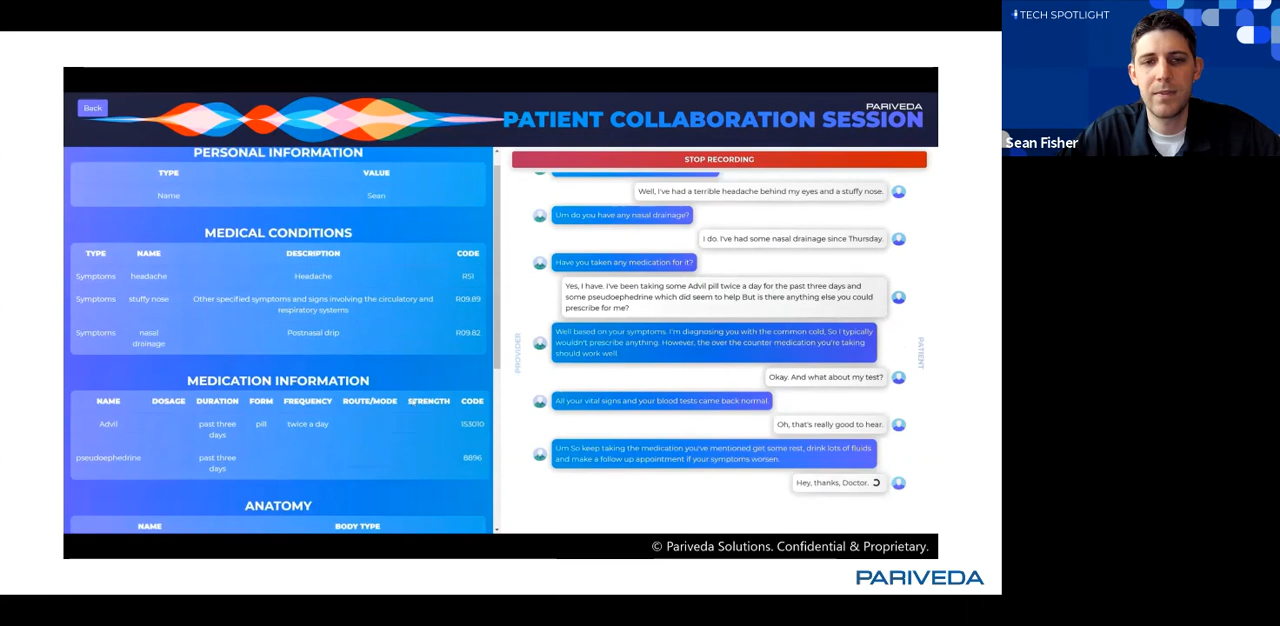 TECH SPOTLIGHT
Sean Fisher
Back
PARIVEDA
PATIENT COLLABORATION SESSION
PERSONAL INFORMATION
TYPE VALUE
Name Sean
MEDICAL CONDITIONS
TYPE NAME DESCRIPTION CODE
Symptoms headache Headache R51
Symptoms stuffy nose Other specified symptoms and signs involving the circulatory and R09.89
respiratory systems
Symptoms nasal Postnasal drip R09.82
drainage
MEDICATION INFORMATION
NAME DOSAGE DURATION FORM FREQUENCY ROUTE/MODE STRENGTH CODE
Advil past three pill twice a day 153010
days
pseudoephedrine past three 8896
days
ANATOMY
NAME BODY TYPE
STOP RECORDING
Well, I've had a terrible headache behind my eyes and a stuffy nose.
Um do you have any nasal drainage?
I do. I've had some nasal drainage since Thursday.
Have you taken any medication for it?
Yes, I have. I've been taking some Advil pill twice a day for the past three days and
some pseudoephedrine which did seem to help But is there anything else you could
prescribe for me?
Well based on your symptoms. I'm diagnosing you with the common cold, So I typically
wouldn't prescribe anything. However, the over the counter medication you're taking
should work well
Okay. And what about my test?
All your vital signs and your blood tests came back normal.
Oh, that's really good to hear.
Um So keep taking the medication you've mentioned get some rest, drink lots of fluids
and make a follow up appointment if your symptoms worsen.
Hey, thanks, Doctor.
PROVIDER
PATIENT
© Pariveda Solutions. Confidential & Proprietary.
PARIVEDA